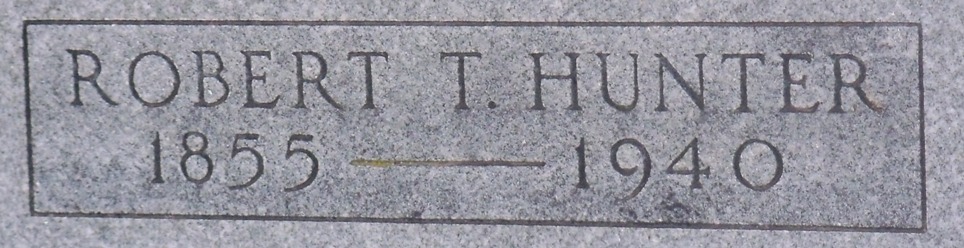 ROBERT T. HUNTER
1855 — 1940